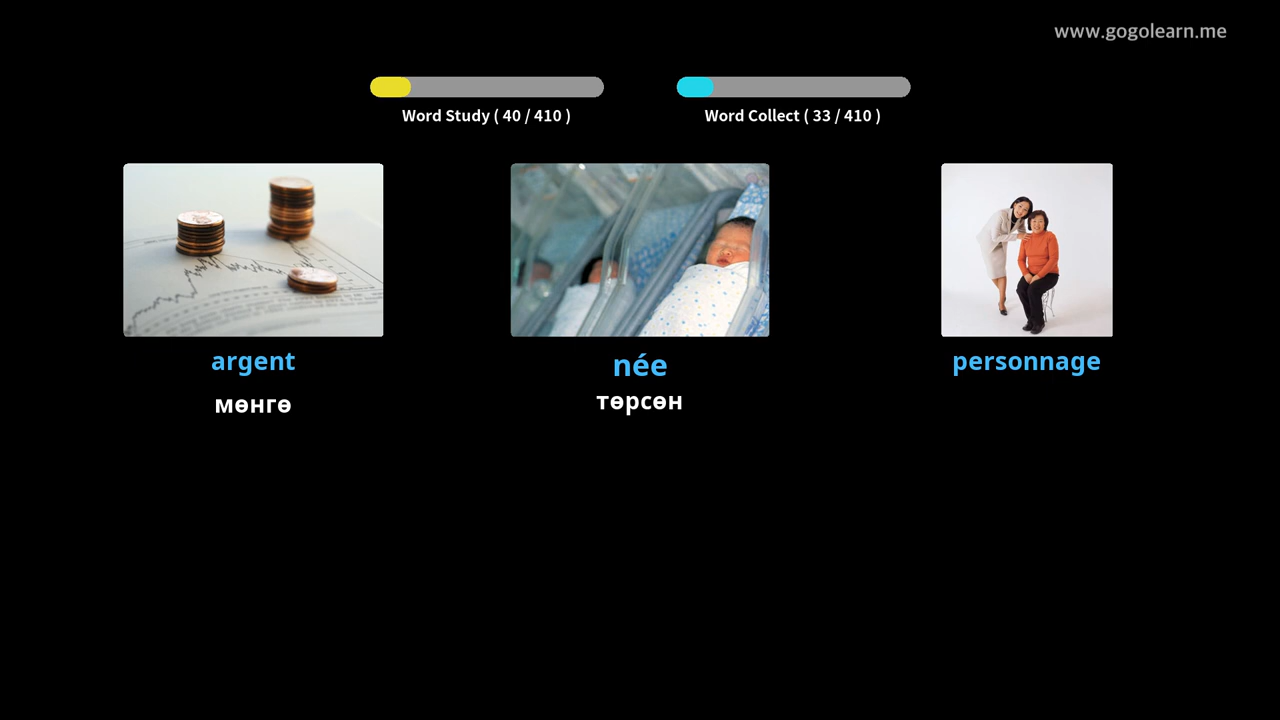 www.gogolearn.me
Word Study ( 40 / 410 )
Word Collect ( 33 / 410 )
argent
née
personnage
мөнгө
төрсөн